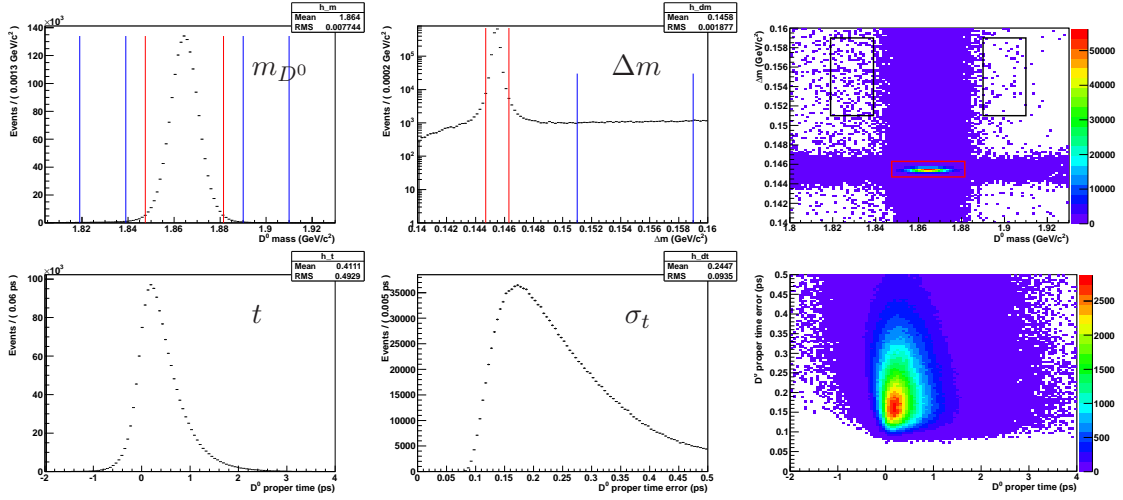 h_m
Mean 1.864
RMS 0.007744
×10³
Events / ( 0.0013 GeV/c²)
140
120
100
80
60
40
20
0
m_D⁰
1.82 1.84 1.86 1.88 1.9 1.92
D⁰ mass (GeV/c²)
h_dm
Mean 0.1458
RMS 0.001877
Events / ( 0.0002 GeV/c²)
10⁵
10⁴
10³
10²
10
1
Δm
0.14 0.142 0.144 0.146 0.148 0.15 0.152 0.154 0.156 0.158 0.16
Δm (GeV/c²)
Δm (GeV/c²)
0.16
0.158
0.156
0.154
0.152
0.15
0.148
0.146
0.144
0.142
0.14
1.8 1.82 1.84 1.86 1.88 1.9 1.92
D⁰ mass (GeV/c²)
50000
40000
30000
20000
10000
0
h_t
Mean 0.4111
RMS 0.4929
×10³
Events / ( 0.06 ps)
100
80
60
40
20
0
t
-2 -1 0 1 2 3 4
D⁰ proper time (ps)
h_dt
Mean 0.2447
RMS 0.0935
Events / ( 0.005 ps)
35000
30000
25000
20000
15000
10000
5000
0
σ_t
0 0.05 0.1 0.15 0.2 0.25 0.3 0.35 0.4 0.45 0.5
D⁰ proper time error (ps)
D⁰ proper time error (ps)
0.5
0.45
0.4
0.35
0.3
0.25
0.2
0.15
0.1
0.05
0
-2 -1 0 1 2 3 4
D⁰ proper time (ps)
2500
2000
1500
1000
500
0